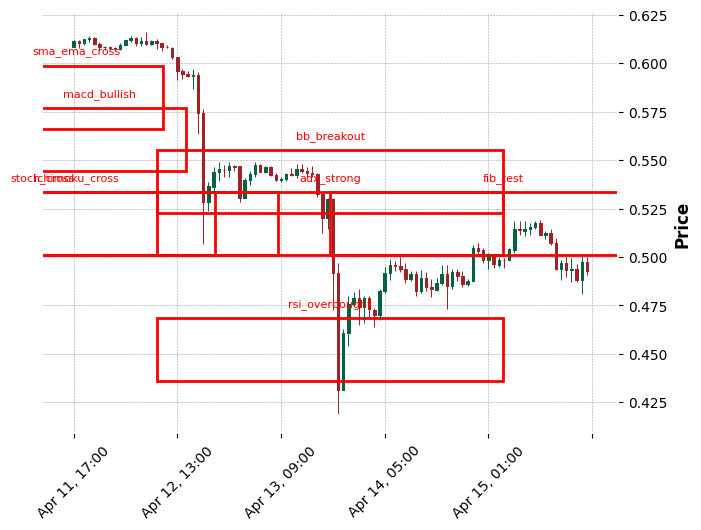 0.625
sma_ema_cross
0.600
macd_bullish
0.575
bb_breakout
0.550
adx_strong
fib_test
0.525
0.500
Price
0.475
0.450
0.425
Apr 11, 17:00
Apr 12, 13:00
Apr 13, 09:00
Apr 14, 05:00
Apr 15, 01:00